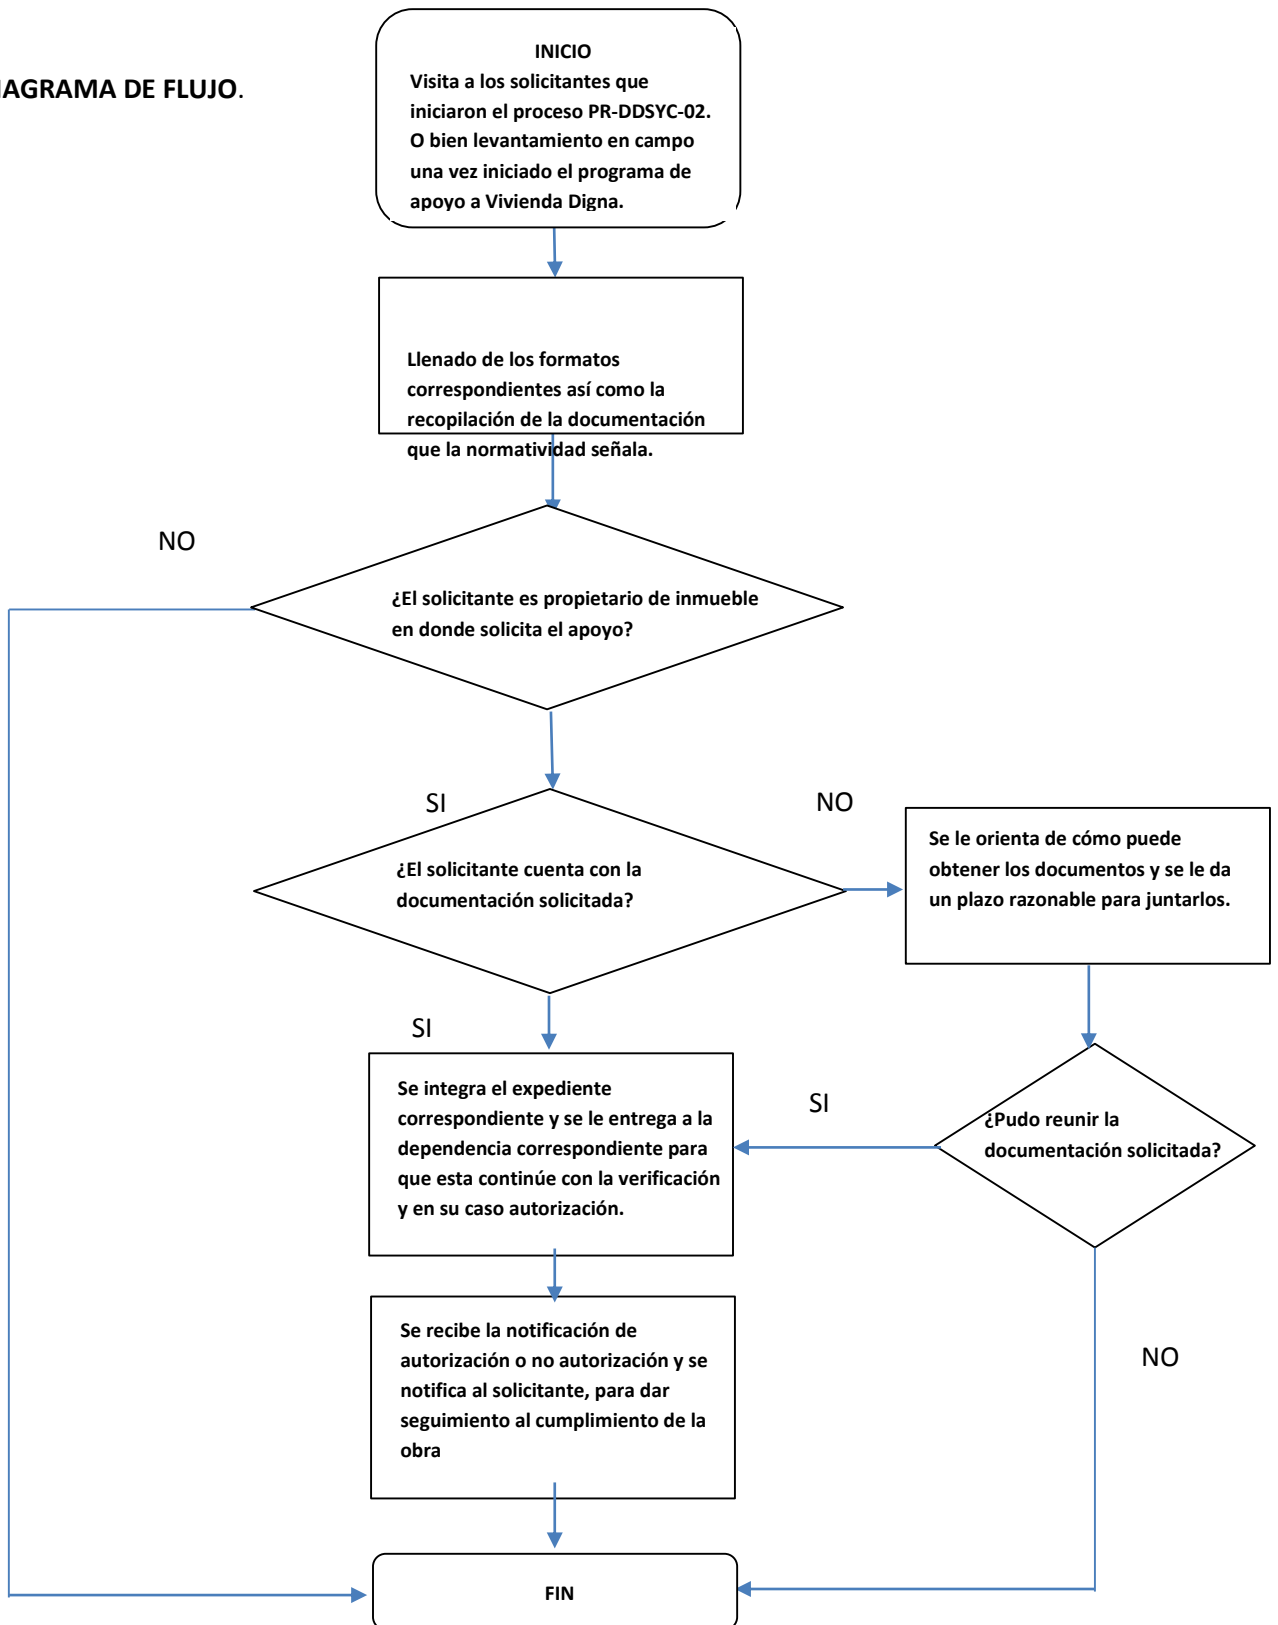 INICIO
Visita a los solicitantes que
iniciaron el proceso PR-DDSYC-02.
O bien levantamiento en campo
una vez iniciado el programa de
apoyo a Vivienda Digna.
IAGRAMA DE FLUJO.
Llenado de los formatos
correspondientes así como la
recopilación de la documentación
que la normatividad señala.
NO
¿El solicitante es propietario de inmueble
en donde solicita el apoyo?
SI
NO
¿El solicitante cuenta con la
documentación solicitada?
Se le orienta de cómo puede
obtener los documentos y se le da
un plazo razonable para juntarlos.
SI
Se integra el expediente
correspondiente y se le entrega a la
dependencia correspondiente para
que esta continúe con la verificación
y en su caso autorización.
SI
¿Pudo reunir la
documentación solicitada?
Se recibe la notificación de
autorización o no autorización y se
notifica al solicitante, para dar
seguimiento al cumplimiento de la
obra
NO
FIN